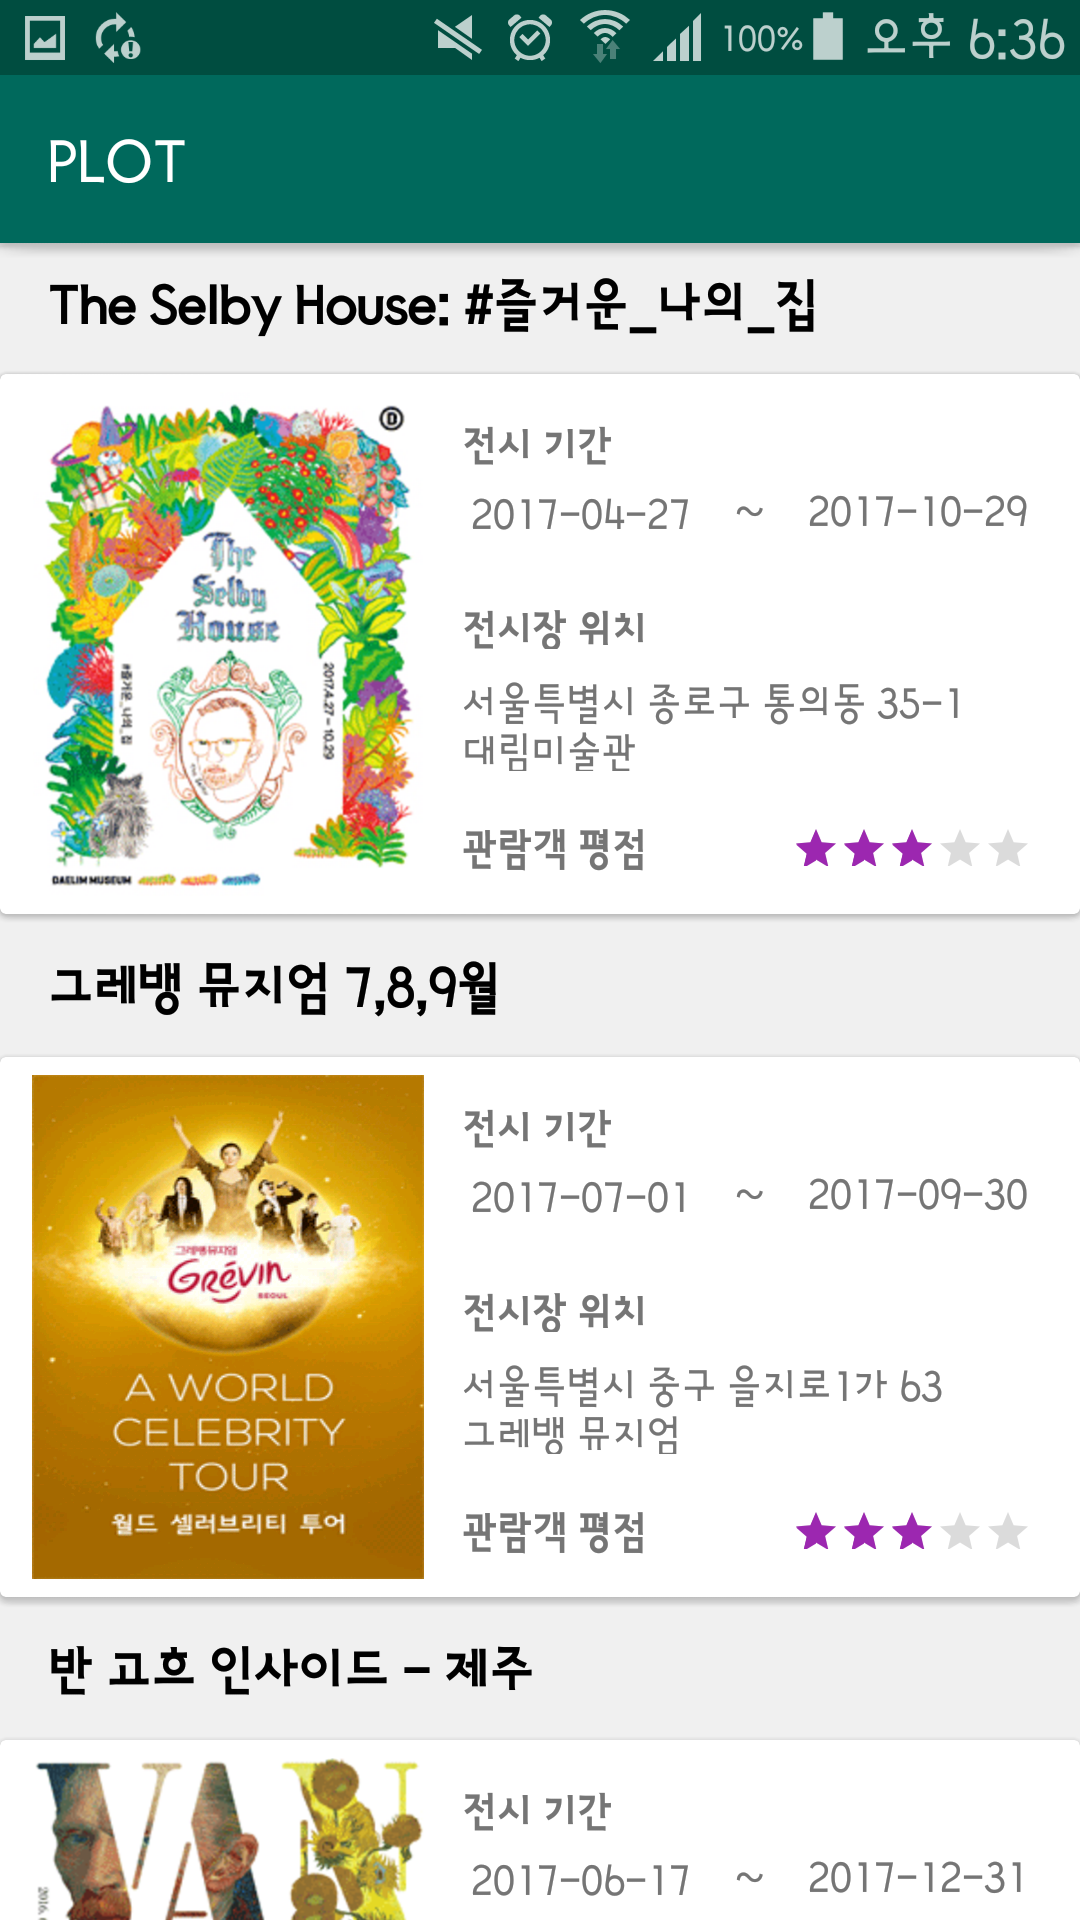 100% 오후 6:36
PLOT
The Selby House: #즐거운_나의_집
D
The
Selby
House
#즐거운_나의_집
2017.4.27 – 10.29
DAELIM MUSEUM
전시 기간
2017-04-27 ~ 2017-10-29
전시장 위치
서울특별시 종로구 통의동 35-1
대림미술관
관람객 평점
그레뱅 뮤지엄 7,8,9월
그레뱅뮤지엄
GRéVIN
SEOUL
A WORLD
CELEBRITY
TOUR
월드 셀러브리티 투어
전시 기간
2017-07-01 ~ 2017-09-30
전시장 위치
서울특별시 중구 을지로1가 63
그레뱅 뮤지엄
관람객 평점
반 고흐 인사이드 - 제주
VAN
전시 기간
2017-06-17 ~ 2017-12-31